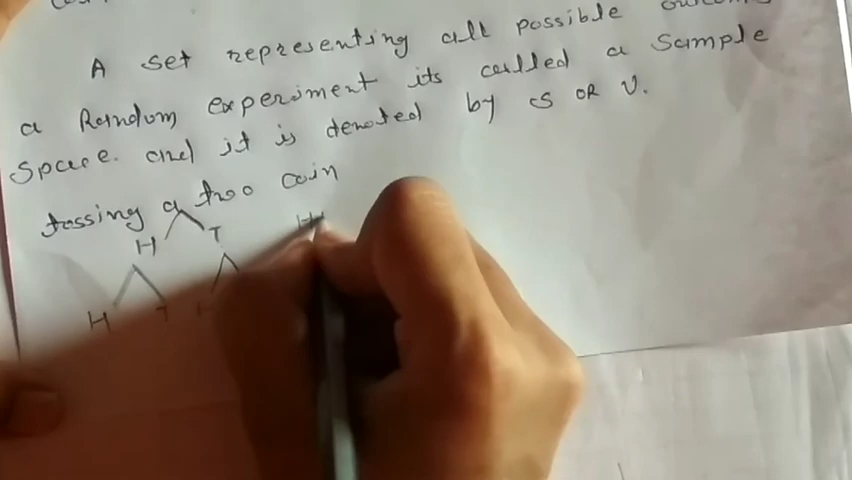 A set representing all possible
a Random experiment its called a sample
space. and it is denoted by S OR U.
tossing a two coin
H T H
H T H